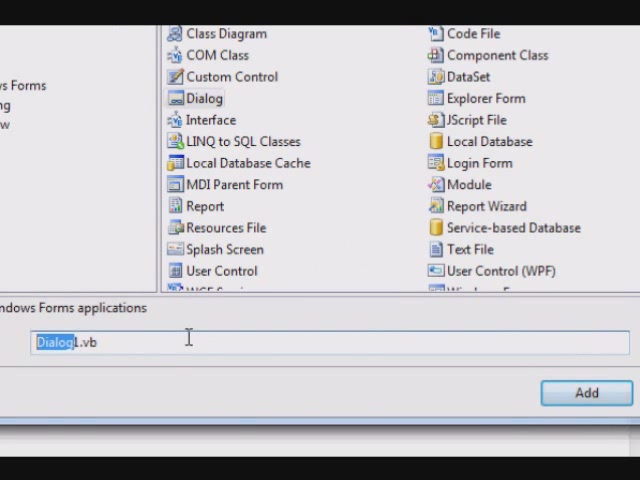 Class Diagram
COM Class
Custom Control
Dialog
Interface
LINQ to SQL Classes
Local Database Cache
MDI Parent Form
Report
Resources File
Splash Screen
User Control
Code File
Component Class
DataSet
Explorer Form
JScript File
Local Database
Login Form
Module
Report Wizard
Service-based Database
Text File
User Control (WPF)
s Forms
ng
w
ndows Forms applications
Dialog1.vb
Add